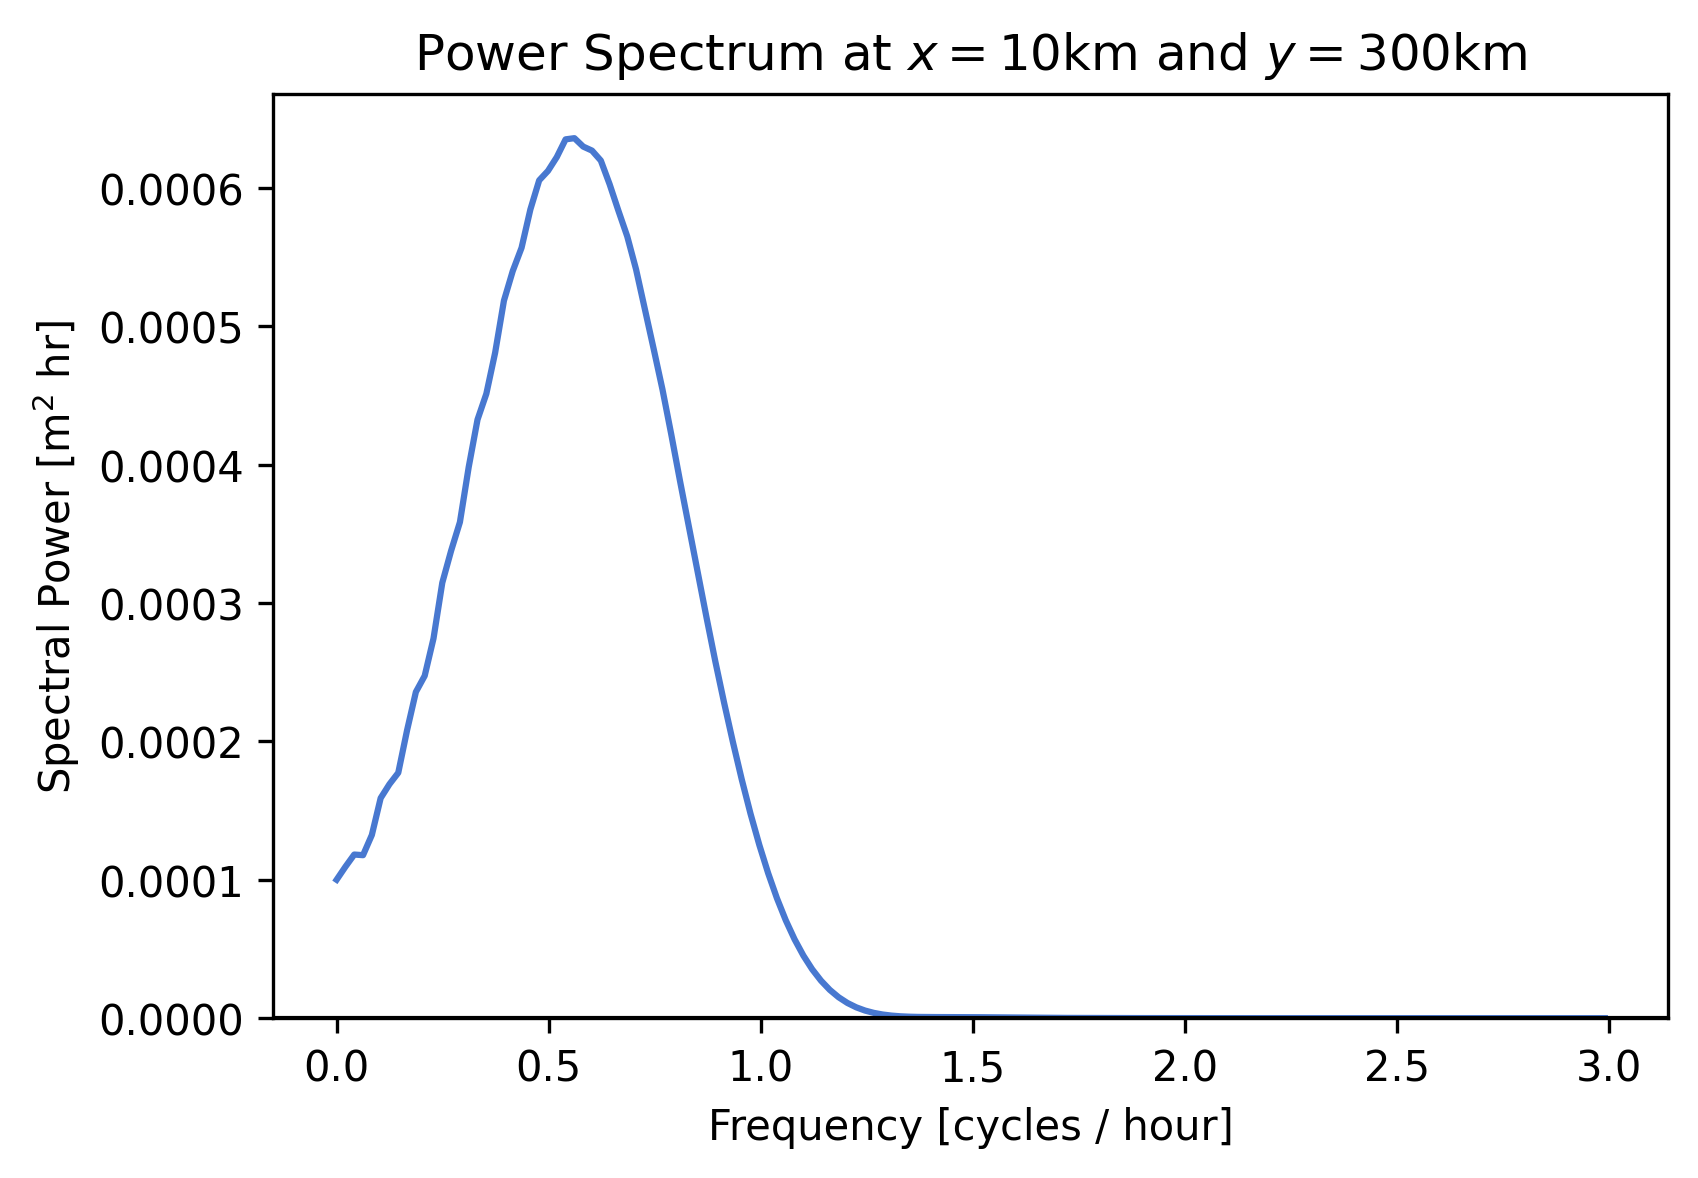 Power Spectrum at x = 10km and y = 300km
Spectral Power [m² hr]
0.0006
0.0005
0.0004
0.0003
0.0002
0.0001
0.0000
0.0 0.5 1.0 1.5 2.0 2.5 3.0
Frequency [cycles / hour]